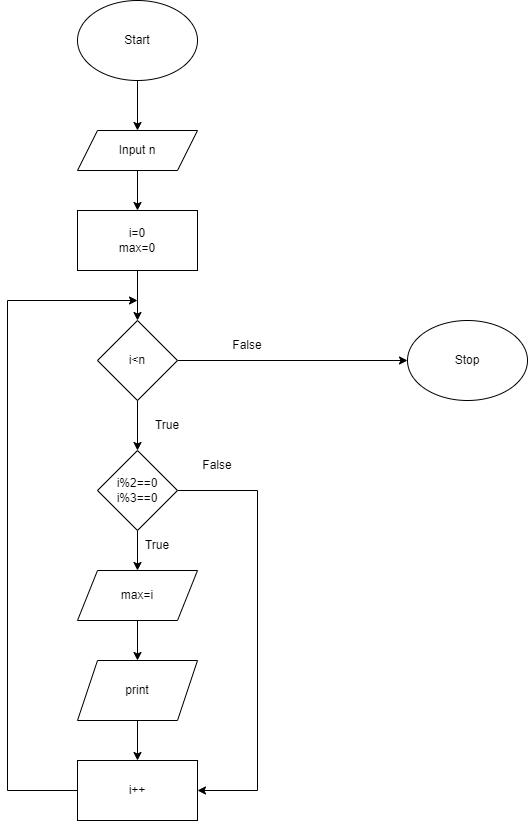 Start
Input n
i=0
max=0
i<n
False
Stop
True
False
i%2==0
i%3==0
True
max=i
print
i++